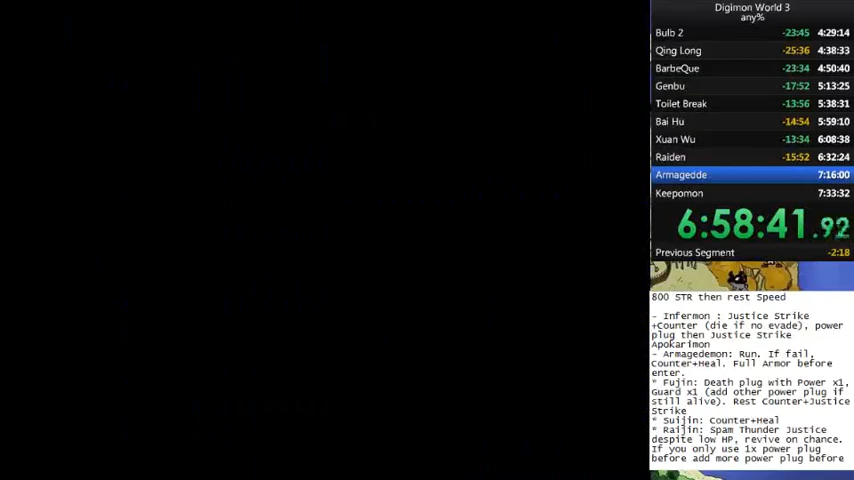 Digimon World 3
any%
Bulb 2 -23:45 4:29:14
Qing Long -25:36 4:38:33
BarbeQue -23:34 4:50:40
Genbu -17:52 5:13:25
Toilet Break -13:56 5:38:31
Bai Hu -14:54 5:59:10
Xuan Wu -13:34 6:08:38
Raiden -15:52 6:32:24
Armagedde 7:16:00
Keepomon 7:33:32
6:58:41.92
Previous Segment -2:18
800 STR then rest Speed
- Infermon : Justice Strike
+Counter (die if no evade), power
plug then Justice Strike
Apokarimon
- Armagedemon: Run. If fail,
Counter+Heal. Full Armor before
enter.
* Fujin: Death plug with Power x1,
Guard x1 (add other power plug if
still alive). Rest Counter+Justice
Strike
* Suijin: Counter+Heal
* Raijin: Spam Thunder Justice
despite low HP, revive on chance.
If you only use 1x power plug
before add more power plug before